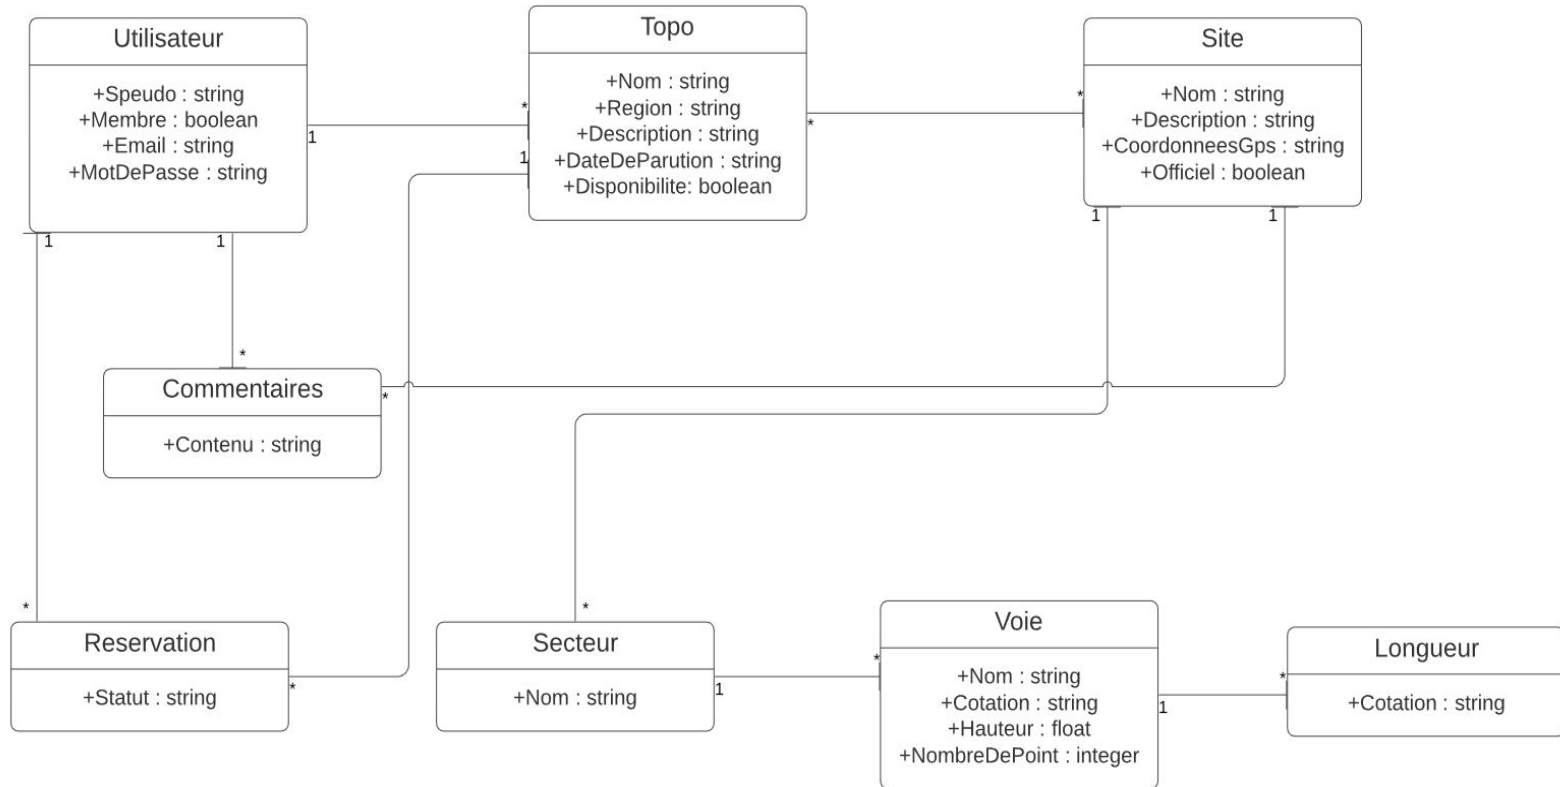 Utilisateur
+Speudo : string
+Membre : boolean
+Email : string
+MotDePasse : string
Topo
+Nom : string
+Region : string
+Description : string
+DateDeParution : string
+Disponibilite: boolean
Site
+Nom : string
+Description : string
+CoordonneesGps : string
+Officiel : boolean
1
*
1
*
*
1
1
1
1
*
Commentaires
+Contenu : string
*
*
Reservation
+Statut : string
*
*
Secteur
+Nom : string
1
*
Voie
+Nom : string
+Cotation : string
+Hauteur : float
+NombreDePoint : integer
1
*
Longueur
+Cotation : string